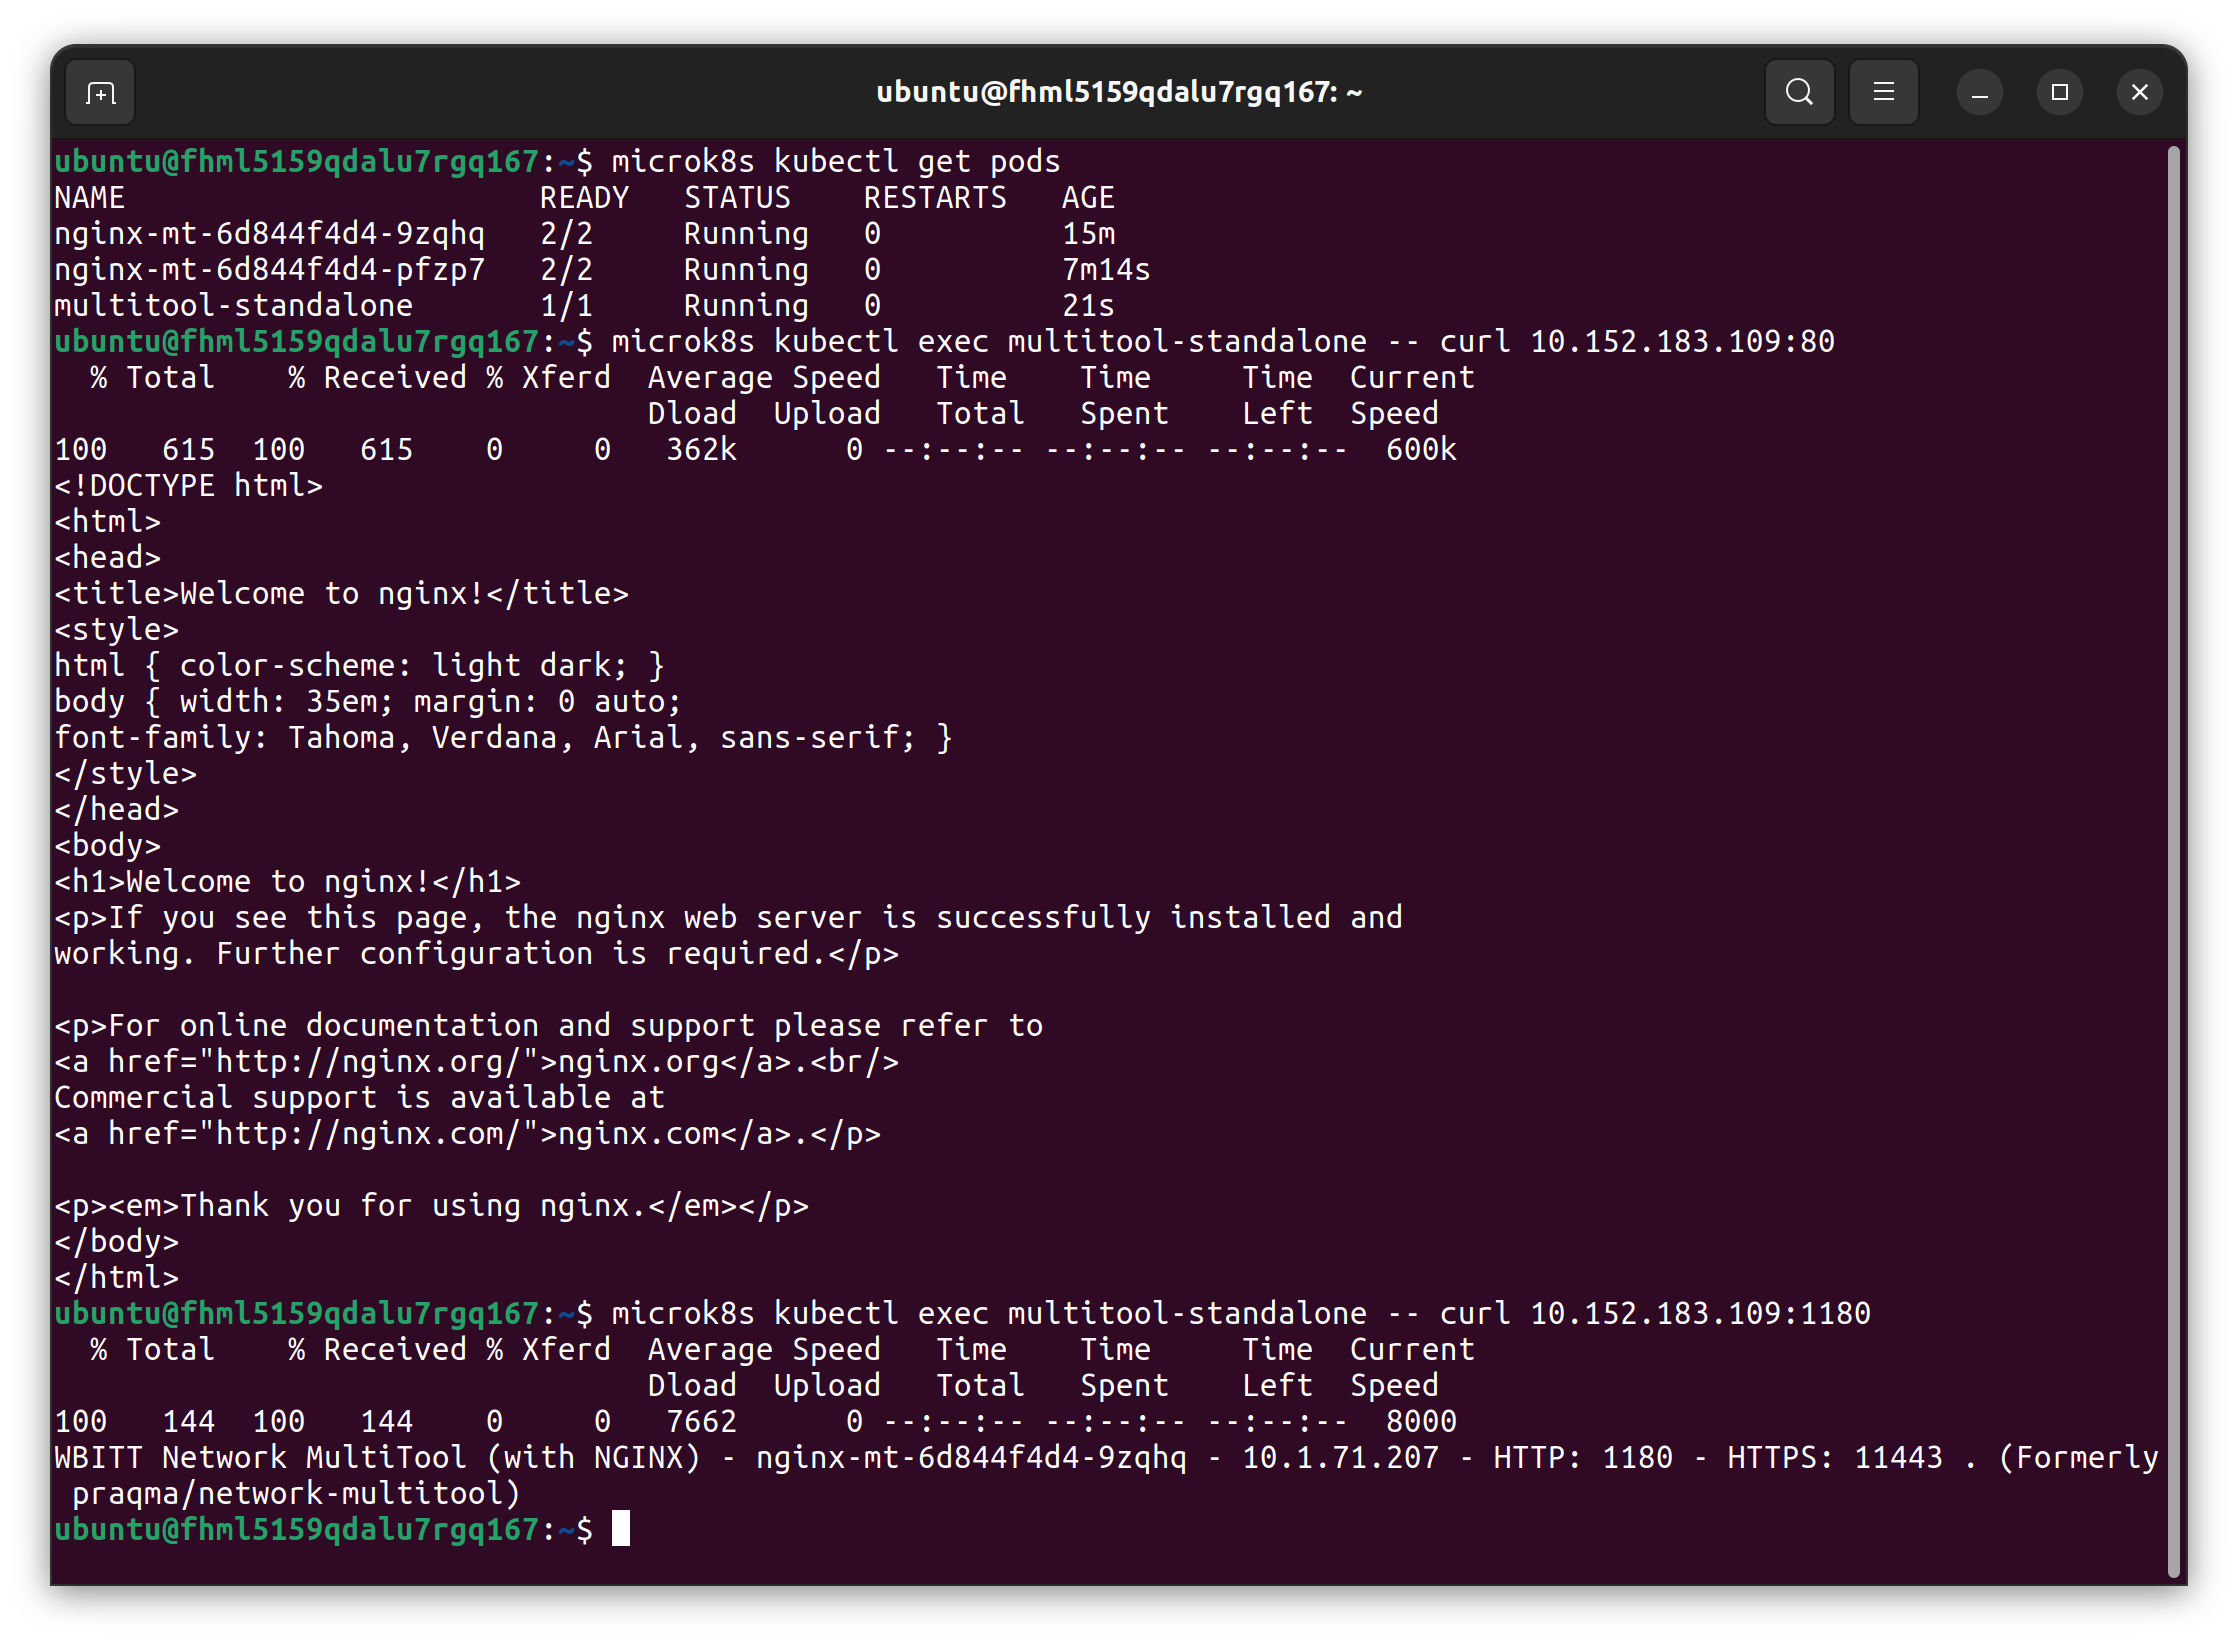 ubuntu@fhml5159qdalu7rgq167: ~
ubuntu@fhml5159qdalu7rgq167:~$ microk8s kubectl get pods
NAME                       READY   STATUS    RESTARTS   AGE
nginx-mt-6d844f4d4-9zqhq   2/2     Running   0          15m
nginx-mt-6d844f4d4-pfzp7   2/2     Running   0          7m14s
multitool-standalone       1/1     Running   0          21s
ubuntu@fhml5159qdalu7rgq167:~$ microk8s kubectl exec multitool-standalone -- curl 10.152.183.109:80
  % Total    % Received % Xferd  Average Speed   Time    Time     Time  Current
                                 Dload  Upload   Total   Spent    Left  Speed
100   615  100   615    0     0   362k      0 --:--:-- --:--:-- --:--:--  600k
<!DOCTYPE html>
<html>
<head>
<title>Welcome to nginx!</title>
<style>
html { color-scheme: light dark; }
body { width: 35em; margin: 0 auto;
font-family: Tahoma, Verdana, Arial, sans-serif; }
</style>
</head>
<body>
<h1>Welcome to nginx!</h1>
<p>If you see this page, the nginx web server is successfully installed and
working. Further configuration is required.</p>

<p>For online documentation and support please refer to
<a href="http://nginx.org/">nginx.org</a>.<br/>
Commercial support is available at
<a href="http://nginx.com/">nginx.com</a>.</p>

<p><em>Thank you for using nginx.</em></p>
</body>
</html>
ubuntu@fhml5159qdalu7rgq167:~$ microk8s kubectl exec multitool-standalone -- curl 10.152.183.109:1180
  % Total    % Received % Xferd  Average Speed   Time    Time     Time  Current
                                 Dload  Upload   Total   Spent    Left  Speed
100   144  100   144    0     0   7662      0 --:--:-- --:--:-- --:--:--  8000
WBITT Network MultiTool (with NGINX) - nginx-mt-6d844f4d4-9zqhq - 10.1.71.207 - HTTP: 1180 - HTTPS: 11443 . (Formerly
 praqma/network-multitool)
ubuntu@fhml5159qdalu7rgq167:~$